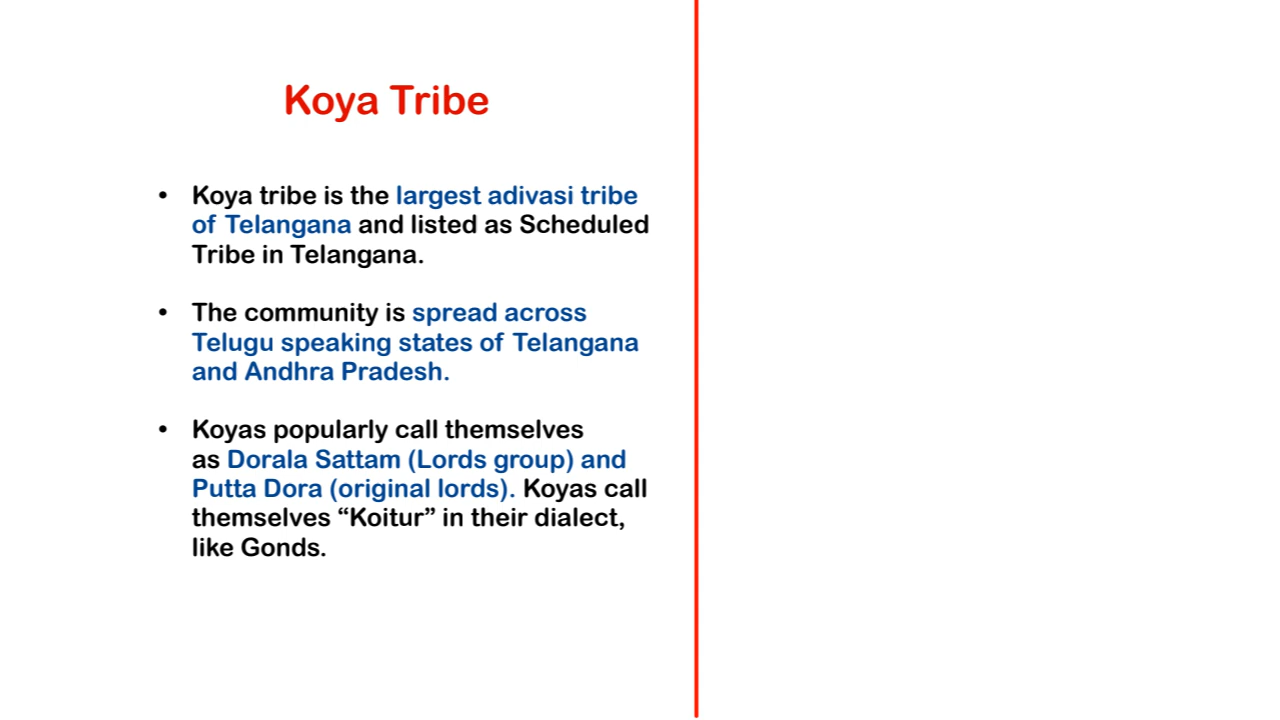 Koya Tribe
• Koya tribe is the largest adivasi tribe
of Telangana and listed as Scheduled
Tribe in Telangana.
• The community is spread across
Telugu speaking states of Telangana
and Andhra Pradesh.
• Koyas popularly call themselves
as Dorala Sattam (Lords group) and
Putta Dora (original lords). Koyas call
themselves “Koitur” in their dialect,
like Gonds.